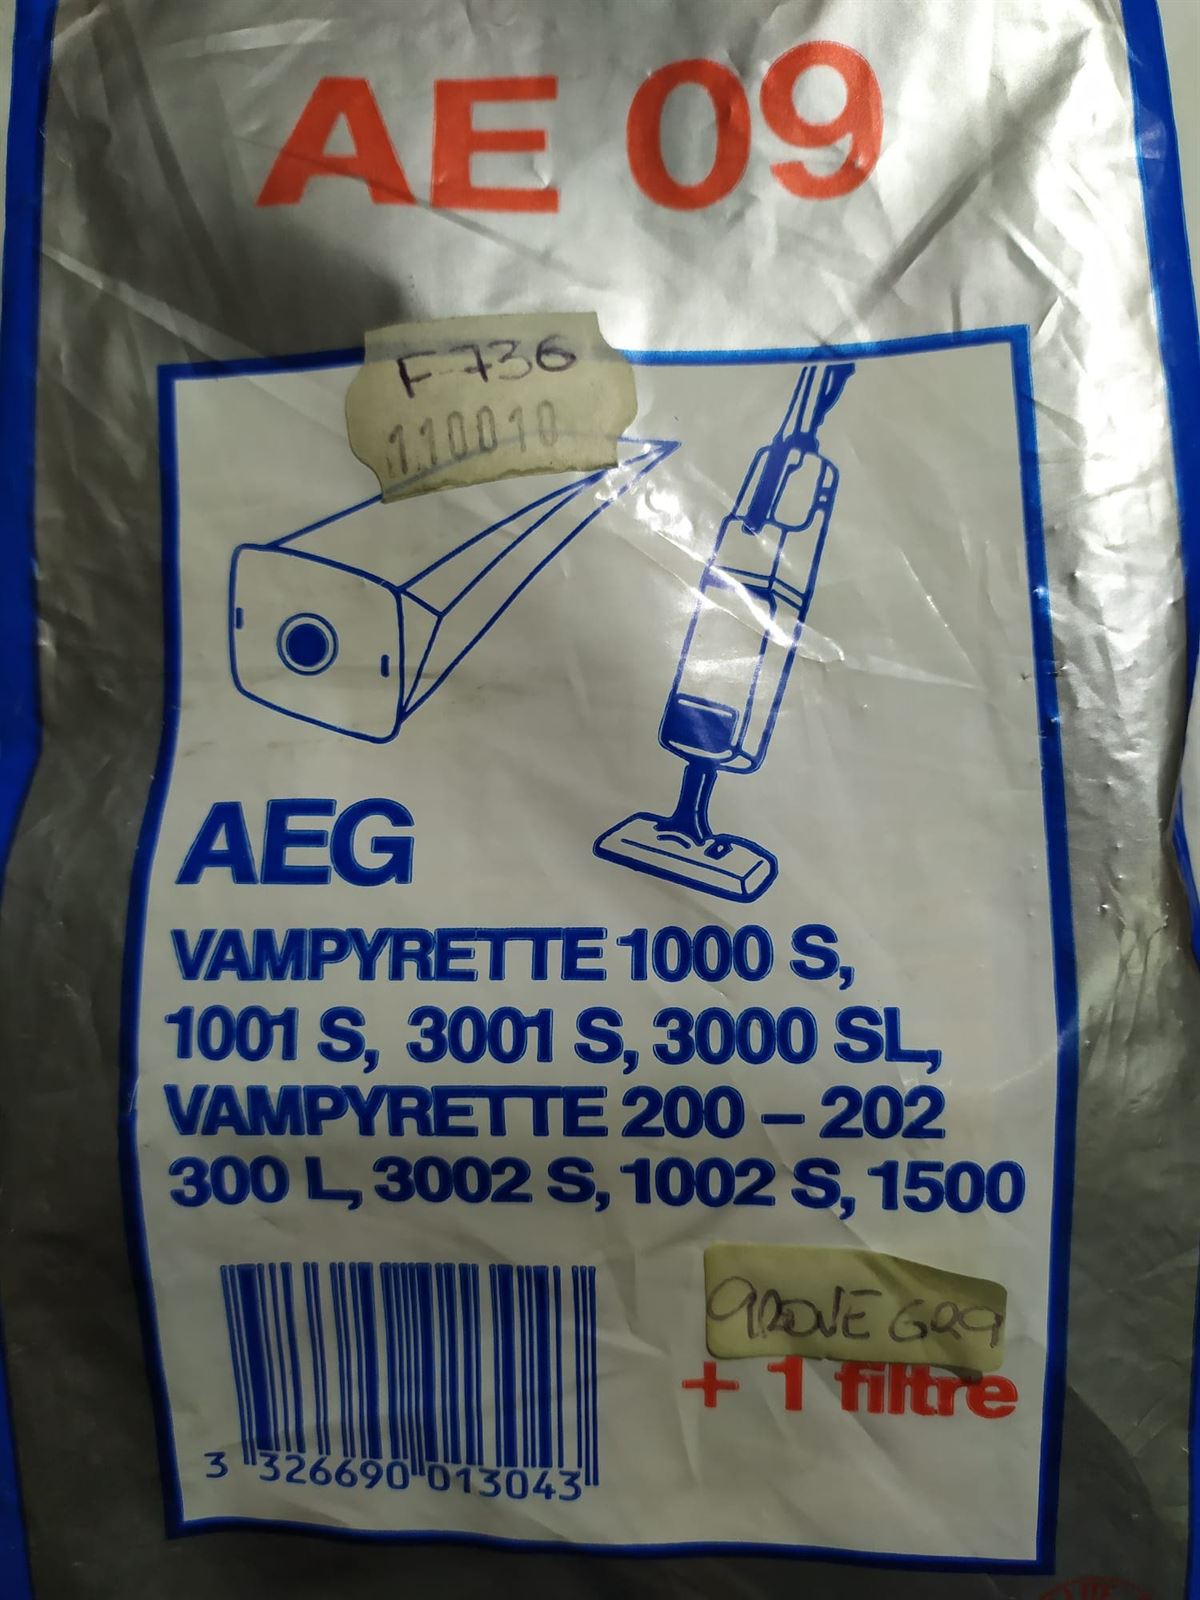 AE 09
F-736
110010
AEG
VAMPYRETTE 1000 S,
1001 S, 3001 S, 3000 SL,
VAMPYRETTE 200 – 202
300 L, 3002 S, 1002 S, 1500
+ 1 filtre
3 326690 013043